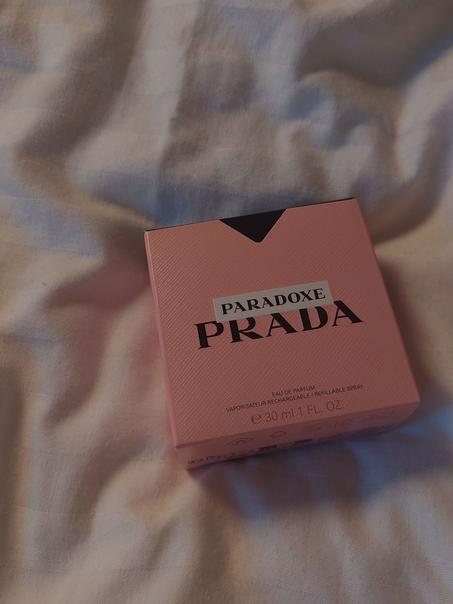 PARADOXE
PRADA
EAU DE PARFUM
VAPORISATEUR RECHARGEABLE / REFILLABLE SPRAY
℮ 30 ml 1 FL. OZ.